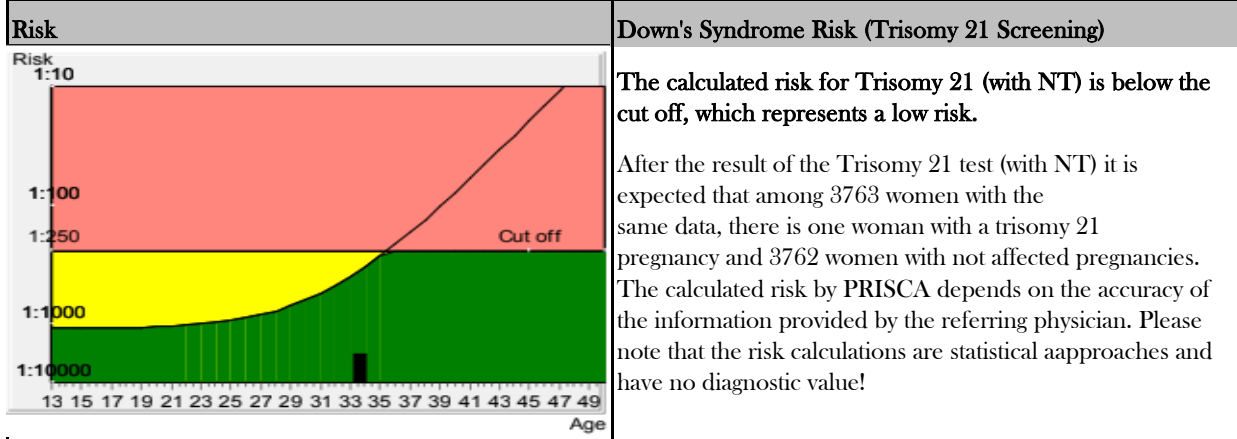 Risk
Risk
1:10
1:100
1:250
Cut off
1:1000
1:10000
13 15 17 19 21 23 25 27 29 31 33 35 37 39 41 43 45 47 49
Age
Down's Syndrome Risk (Trisomy 21 Screening)
The calculated risk for Trisomy 21 (with NT) is below the
cut off, which represents a low risk.
After the result of the Trisomy 21 test (with NT) it is
expected that among 3763 women with the
same data, there is one woman with a trisomy 21
pregnancy and 3762 women with not affected pregnancies.
The calculated risk by PRISCA depends on the accuracy of
the information provided by the referring physician. Please
note that the risk calculations are statistical aapproaches and
have no diagnostic value!